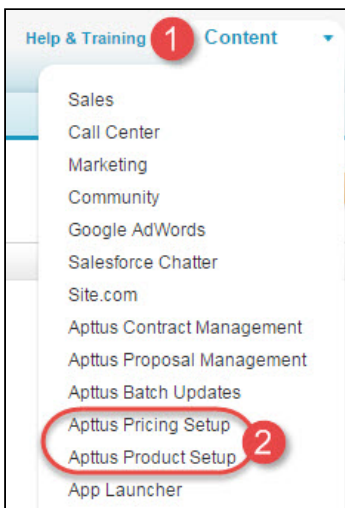 Help & Training 1 Content
Sales
Call Center
Marketing
Community
Google AdWords
Salesforce Chatter
Site.com
Apttus Contract Management
Apttus Proposal Management
Apttus Batch Updates
Apttus Pricing Setup
2
Apttus Product Setup
App Launcher